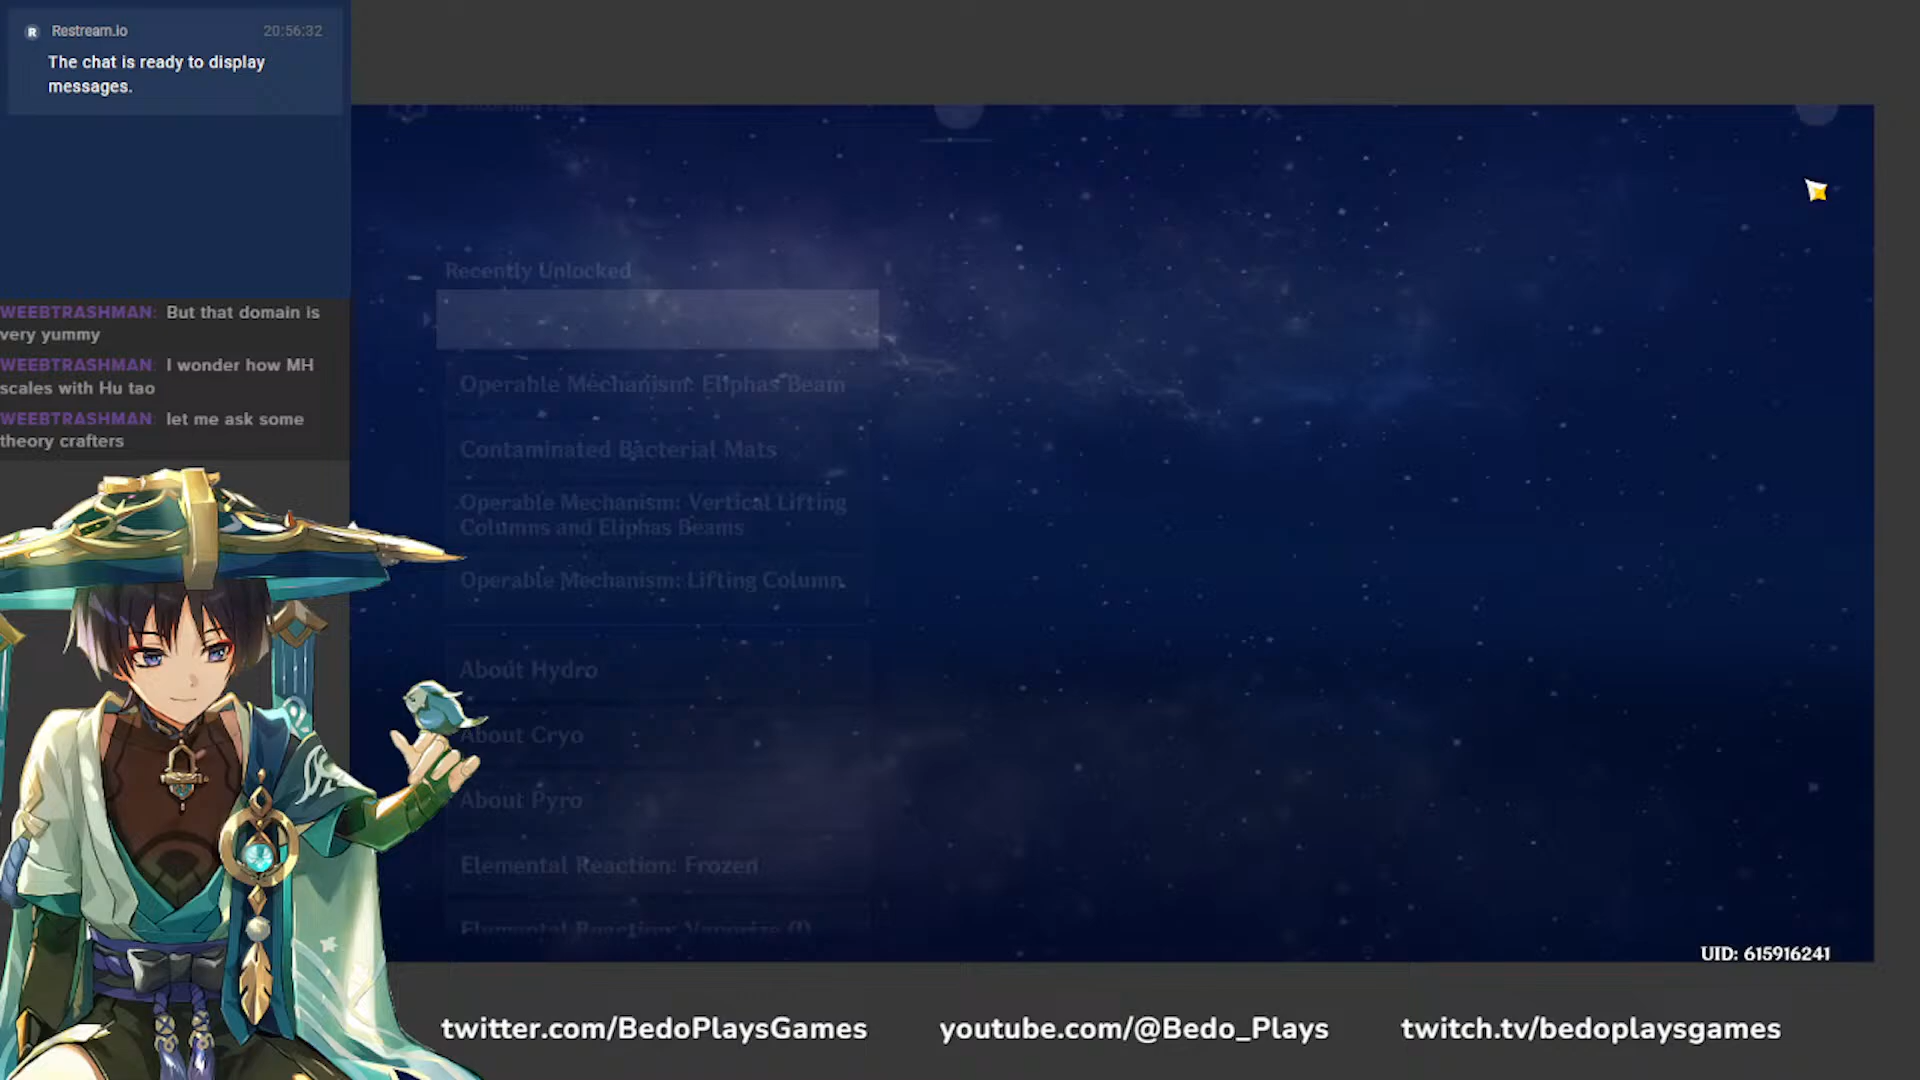 R Restream.io 20:56:32
The chat is ready to display
messages.
WEEBTRASHMAN: But that domain is
very yummy
WEEBTRASHMAN: I wonder how MH
scales with Hu tao
WEEBTRASHMAN: let me ask some
theory crafters
Recently Unlocked
Operable Mechanism: Eliphas Beam
Contaminated Bacterial Mats
Operable Mechanism: Vertical Lifting
Columns and Eliphas Beams
Operable Mechanism: Lifting Column
About Hydro
About Cryo
About Pyro
Elemental Reaction: Frozen
Elemental Reaction: Vaporize (I)
UID: 615916241
twitter.com/BedoPlaysGames youtube.com/@Bedo_Plays twitch.tv/bedoplaysgames